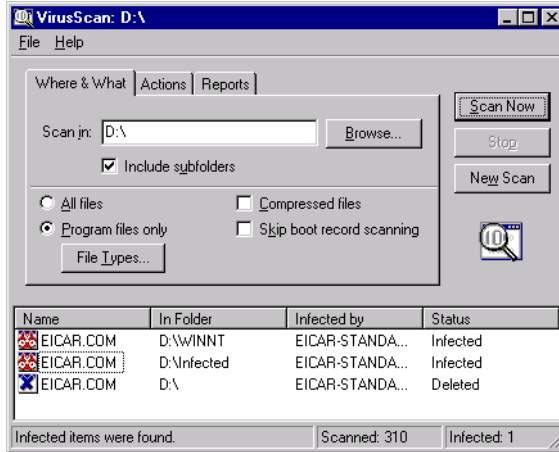 VirusScan: D:\
File Help
Where & What Actions Reports
Scan in: D:\ Browse...
Include subfolders
All files Compressed files
Program files only Skip boot record scanning
File Types...
Scan Now
Stop
New Scan
Name In Folder Infected by Status
EICAR.COM D:\WINNT EICAR-STANDA... Infected
EICAR.COM D:\Infected EICAR-STANDA... Infected
EICAR.COM D:\ EICAR-STANDA... Deleted
Infected items were found. Scanned: 310 Infected: 1